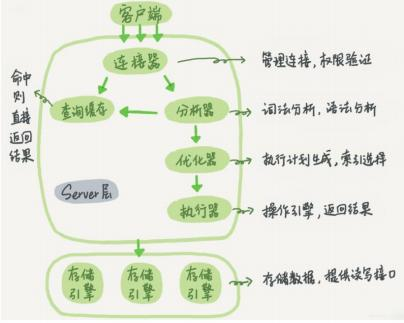 客户端
连接器
管理连接,权限验证
命中
则
直接
返回
结果
查询缓存
分析器
词法分析,语法分析
优化器
执行计划生成,索引选择
Server层
执行器
操作引擎,返回结果
存储
引擎
存储
引擎
存储
引擎
存储数据,提供读写接口